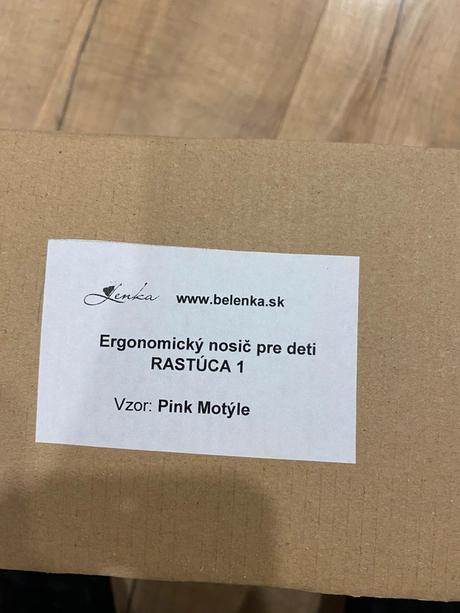 Lenka www.belenka.sk
Ergonomický nosič pre deti
RASTÚCA 1
Vzor: Pink Motýle